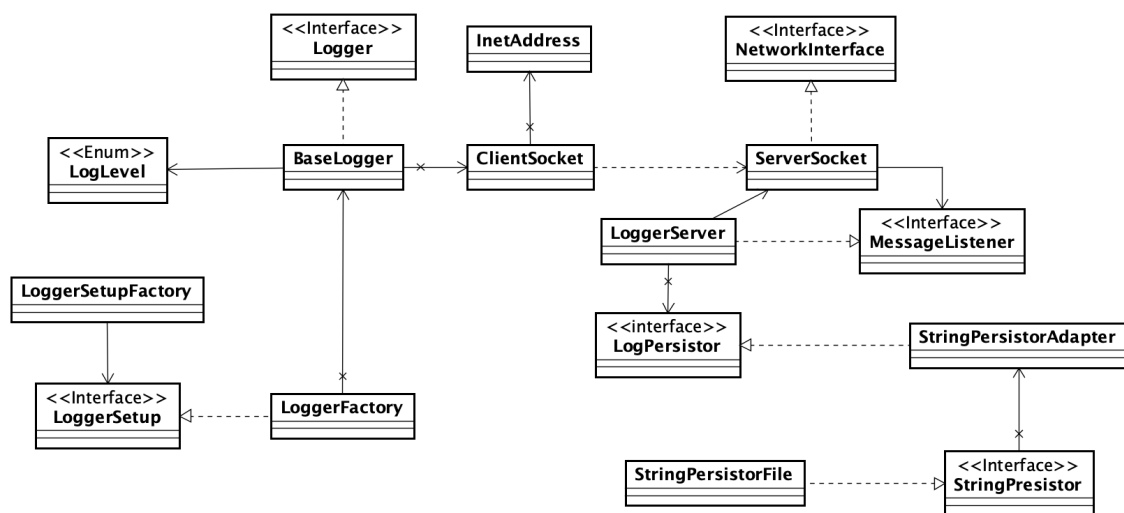 <<Interface>>
Logger
InetAddress
<<Interface>>
NetworkInterface
<<Enum>>
LogLevel
BaseLogger
ClientSocket
ServerSocket
<<Interface>>
MessageListener
LoggerServer
LoggerSetupFactory
<<interface>>
LogPersistor
StringPersistorAdapter
<<Interface>>
LoggerSetup
LoggerFactory
StringPersistorFile
<<Interface>>
StringPresistor